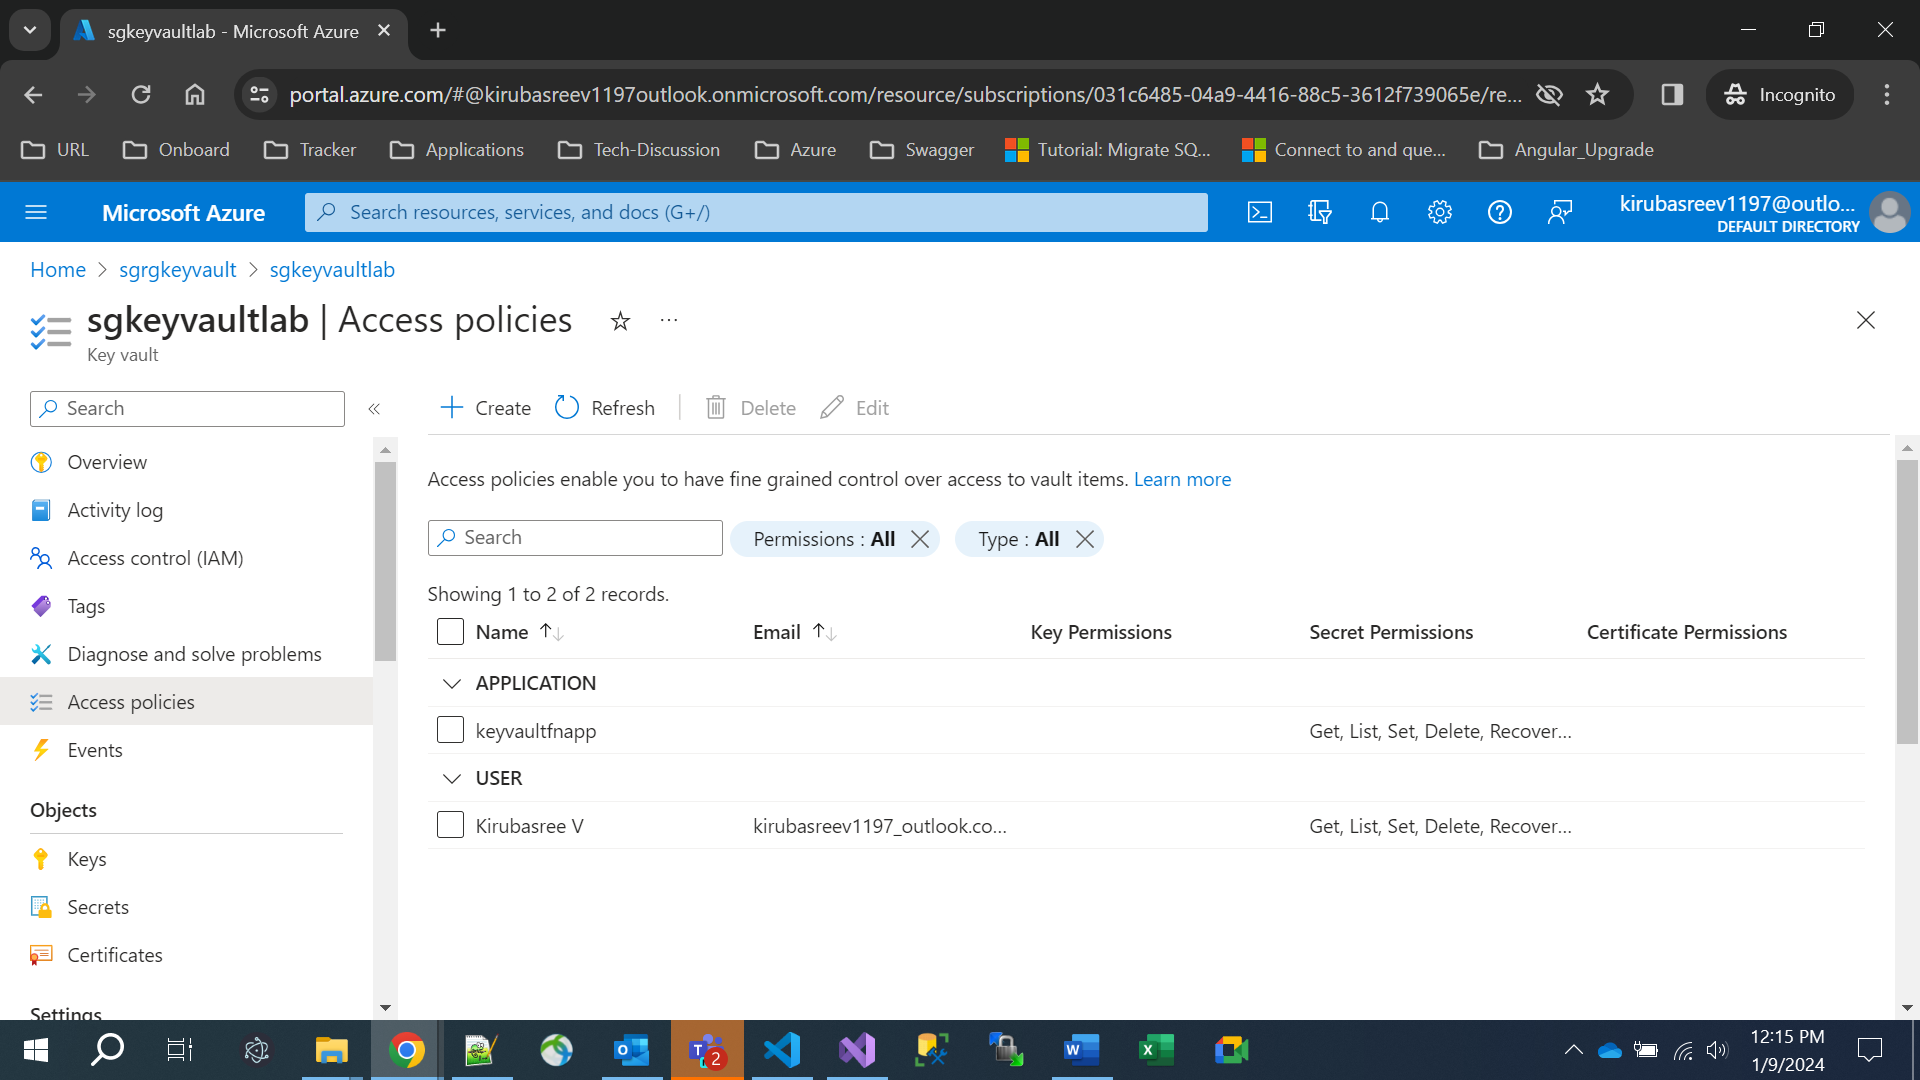 sgkeyvaultlab - Microsoft Azure
portal.azure.com/#@kirubasreev1197outlook.onmicrosoft.com/resource/subscriptions/031c6485-04a9-4416-88c5-3612f739065e/re...
Incognito
URL
Onboard
Tracker
Applications
Tech-Discussion
Azure
Swagger
Tutorial: Migrate SQ...
Connect to and que...
Angular_Upgrade
Microsoft Azure
Search resources, services, and docs (G+/)
kirubasreev1197@outlo...
DEFAULT DIRECTORY
Home > sgrgkeyvault > sgkeyvaultlab
sgkeyvaultlab | Access policies
Key vault
Search
Overview
Activity log
Access control (IAM)
Tags
Diagnose and solve problems
Access policies
Events
Objects
Keys
Secrets
Certificates
Settings
Create
Refresh
Delete
Edit
Access policies enable you to have fine grained control over access to vault items. Learn more
Search
Permissions : All
Type : All
Showing 1 to 2 of 2 records.
Name Email Key Permissions Secret Permissions Certificate Permissions
APPLICATION
keyvaultfnapp Get, List, Set, Delete, Recover...
USER
Kirubasree V kirubasreev1197_outlook.co... Get, List, Set, Delete, Recover...
2
12:15 PM
1/9/2024